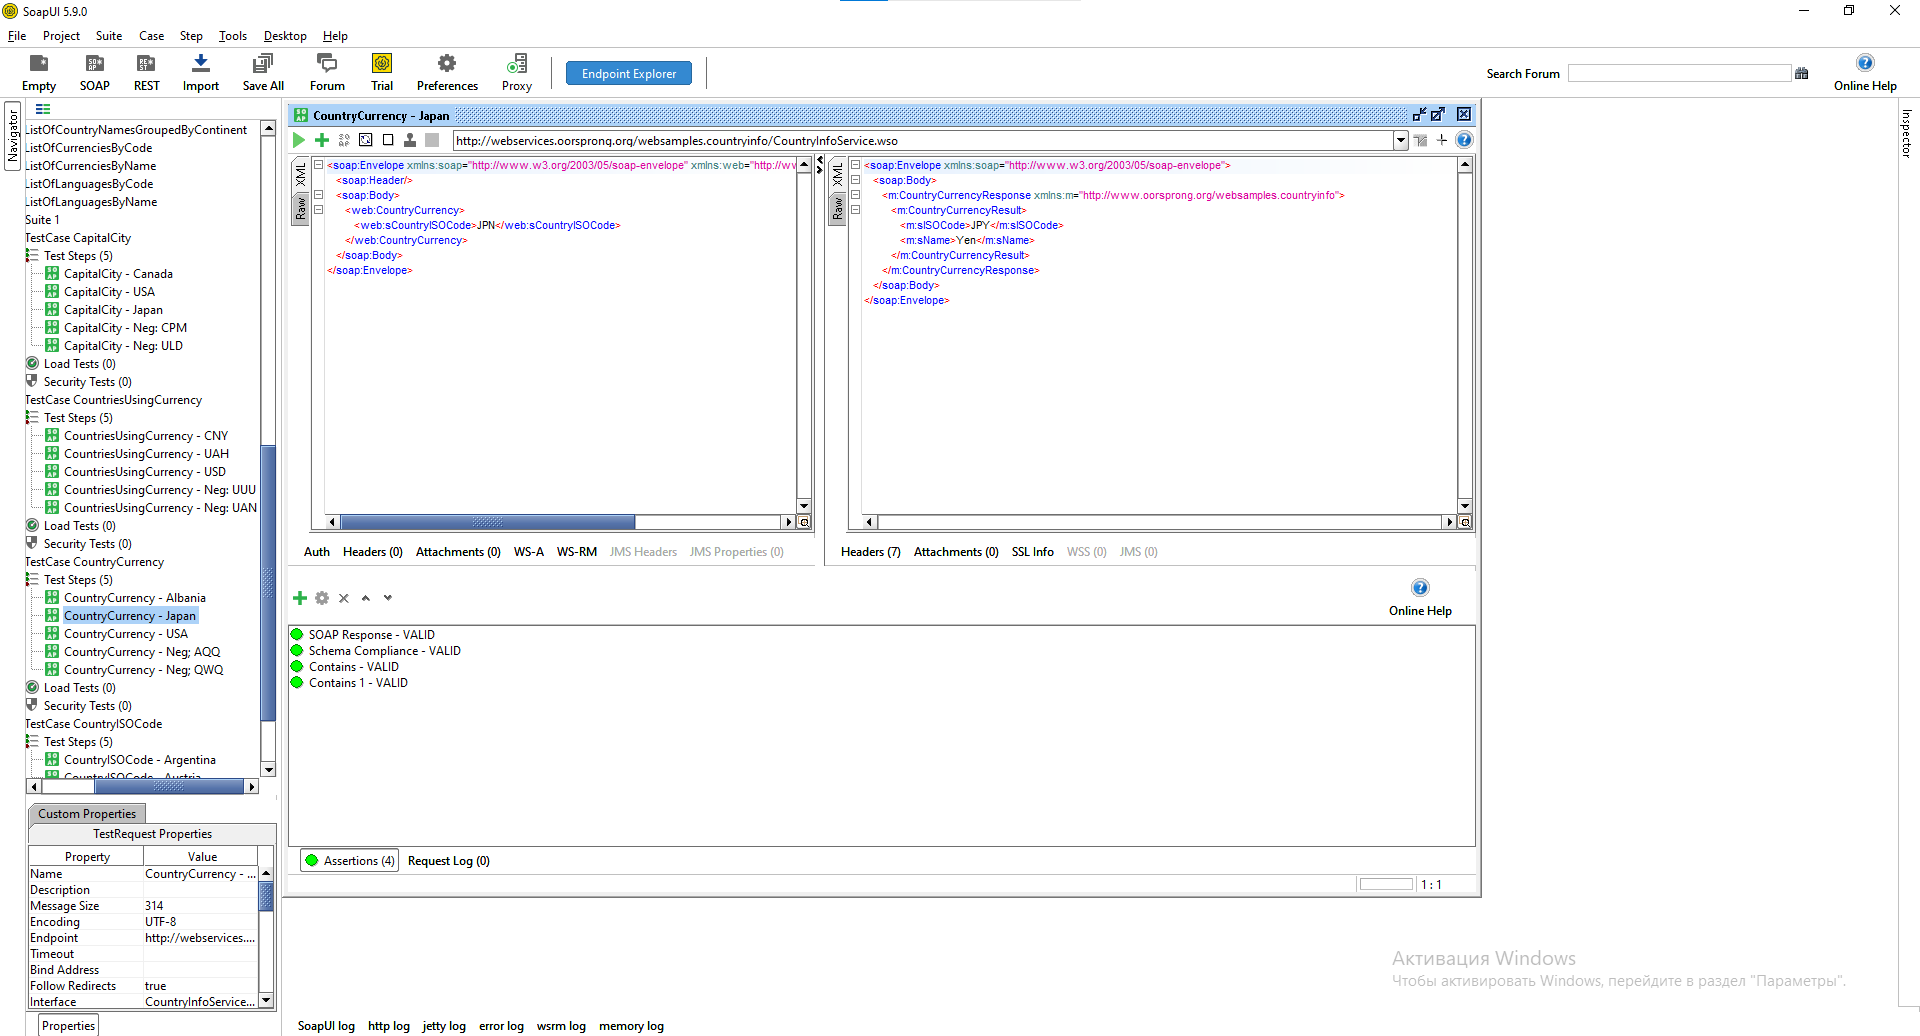 SoapUI 5.9.0
File Project Suite Case Step Tools Desktop Help
Empty SOAP REST Import Save All Forum Trial Preferences Proxy Endpoint Explorer Search Forum Online Help
Navigator
ListOfCountryNamesGroupedByContinent
ListOfCurrenciesByCode
ListOfCurrenciesByName
ListOfLanguagesByCode
ListOfLanguagesByName
Suite 1
TestCase CapitalCity
Test Steps (5)
CapitalCity - Canada
CapitalCity - USA
CapitalCity - Japan
CapitalCity - Neg: CPM
CapitalCity - Neg: ULD
Load Tests (0)
Security Tests (0)
TestCase CountriesUsingCurrency
Test Steps (5)
CountriesUsingCurrency - CNY
CountriesUsingCurrency - UAH
CountriesUsingCurrency - USD
CountriesUsingCurrency - Neg: UUU
CountriesUsingCurrency - Neg: UAN
Load Tests (0)
Security Tests (0)
TestCase CountryCurrency
Test Steps (5)
CountryCurrency - Albania
CountryCurrency - Japan
CountryCurrency - USA
CountryCurrency - Neg; AQQ
CountryCurrency - Neg; QWQ
Load Tests (0)
Security Tests (0)
TestCase CountryISOCode
Test Steps (5)
CountryISOCode - Argentina
CountryISOCode - Austria
Custom Properties
TestRequest Properties
Property Value
Name CountryCurrency - ...
Description
Message Size 314
Encoding UTF-8
Endpoint http://webservices....
Timeout
Bind Address
Follow Redirects true
Interface CountryInfoService...
Properties
CountryCurrency - Japan
http://webservices.oorsprong.org/websamples.countryinfo/CountryInfoService.wso
XML
Raw
<soap:Envelope xmlns:soap="http://www.w3.org/2003/05/soap-envelope" xmlns:web="http://ww
<soap:Header/>
<soap:Body>
<web:CountryCurrency>
<web:sCountryISOCode>JPN</web:sCountryISOCode>
</web:CountryCurrency>
</soap:Body>
</soap:Envelope>
Auth Headers (0) Attachments (0) WS-A WS-RM JMS Headers JMS Properties (0)
XML
Raw
<soap:Envelope xmlns:soap="http://www.w3.org/2003/05/soap-envelope">
<soap:Body>
<m:CountryCurrencyResponse xmlns:m="http://www.oorsprong.org/websamples.countryinfo">
<m:CountryCurrencyResult>
<m:sISOCode>JPY</m:sISOCode>
<m:sName>Yen</m:sName>
</m:CountryCurrencyResult>
</m:CountryCurrencyResponse>
</soap:Body>
</soap:Envelope>
Headers (7) Attachments (0) SSL Info WSS (0) JMS (0)
Online Help
SOAP Response - VALID
Schema Compliance - VALID
Contains - VALID
Contains 1 - VALID
Assertions (4) Request Log (0)
1 : 1
Inspector
Активация Windows
Чтобы активировать Windows, перейдите в раздел "Параметры".
SoapUI log http log jetty log error log wsrm log memory log